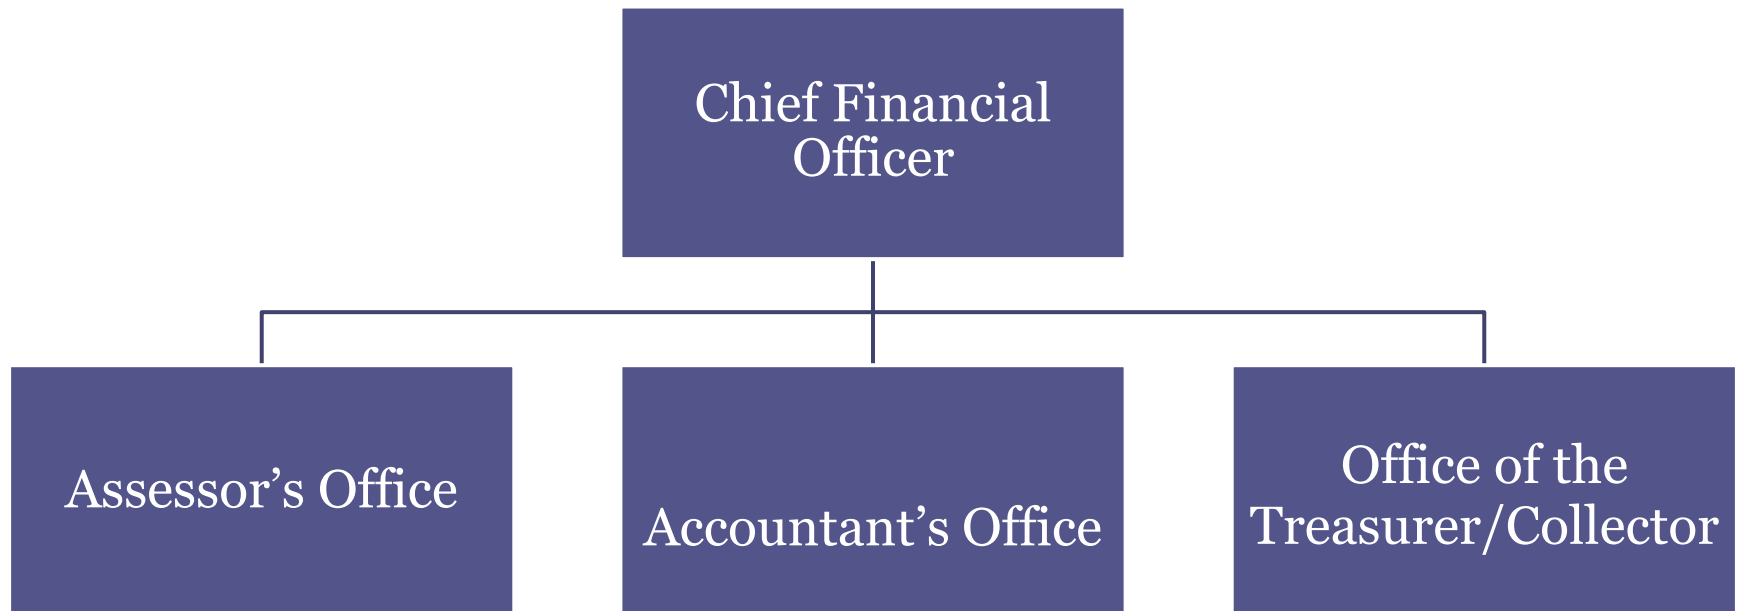 Chief Financial
Officer
Assessor’s Office
Accountant’s Office
Office of the
Treasurer/Collector